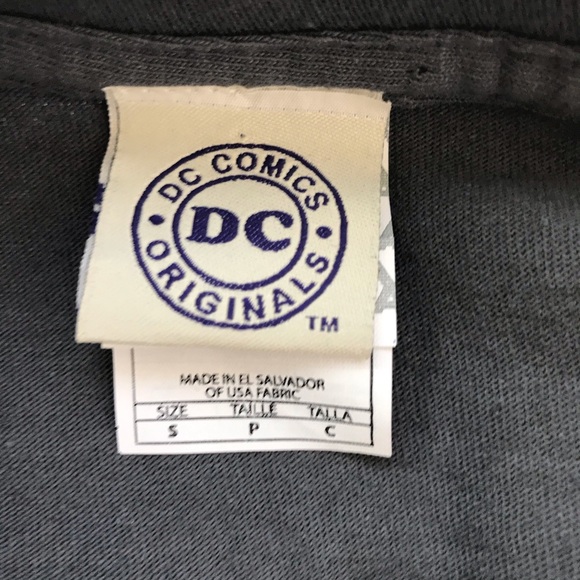 DC COMICS
DC
ORIGINALS
TM
MADE IN EL SALVADOR
OF USA FABRIC
SIZE TAILLE TALLA
S P C